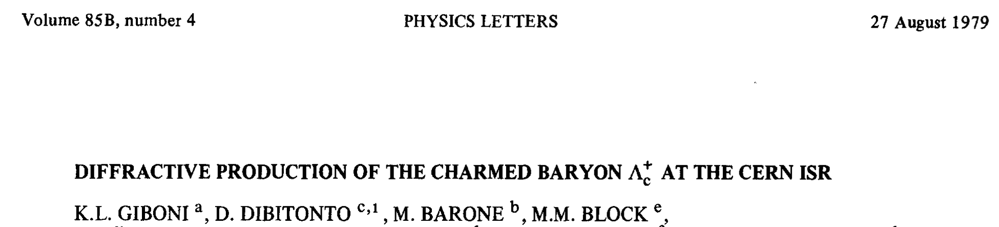 Volume 85B, number 4 PHYSICS LETTERS 27 August 1979
DIFFRACTIVE PRODUCTION OF THE CHARMED BARYON Λc+ AT THE CERN ISR
K.L. GIBONI a, D. DIBITONTO c,1, M. BARONE b, M.M. BLOCK e,